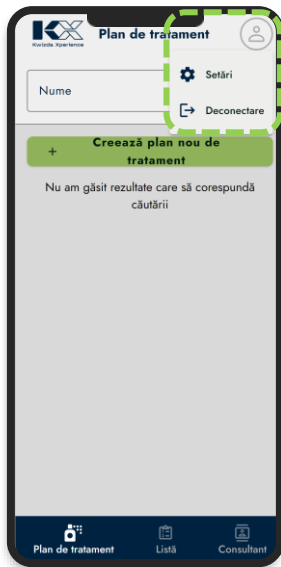 KX
Kwizda Xperience
Plan de tratament
Setări
Nume
Deconectare
+ Creează plan nou de
tratament
Nu am găsit rezultate care să corespundă
căutării
Plan de tratament
Listă
Consultant